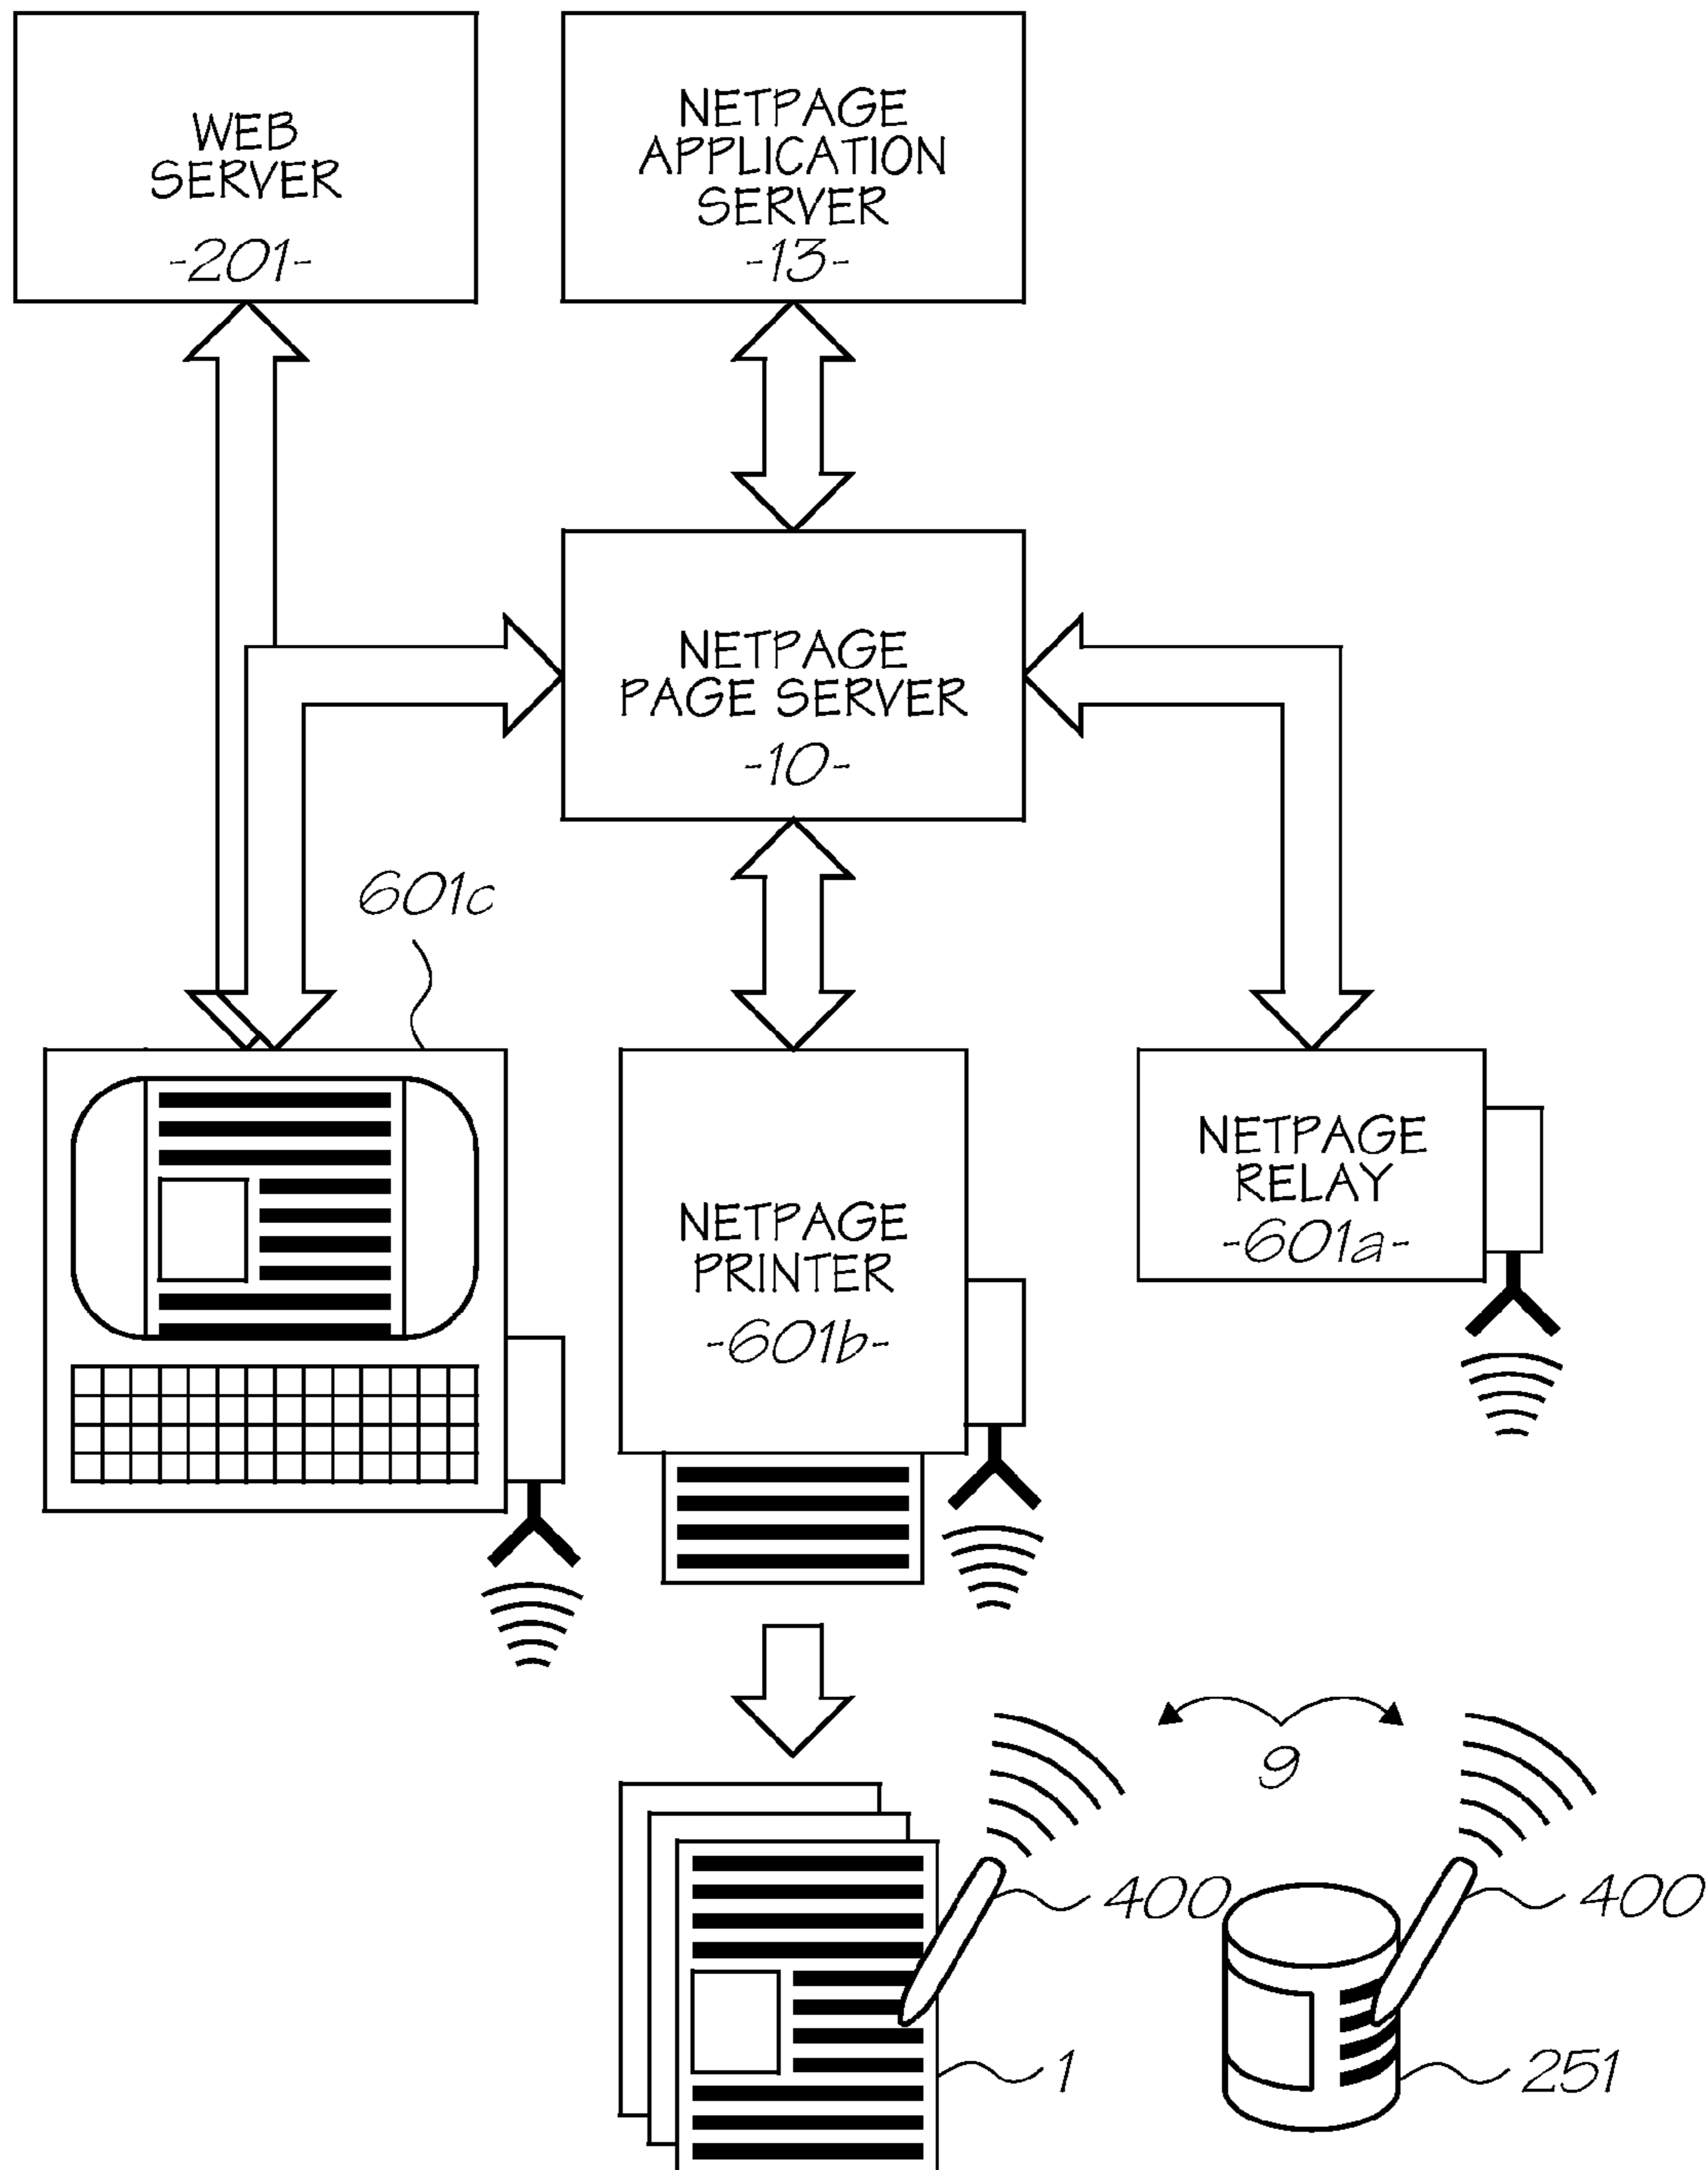 WEB
SERVER
-201-
NETPAGE
APPLICATION
SERVER
-13-
NETPAGE
PAGE SERVER
-10-
601c
NETPAGE
PRINTER
-601b-
NETPAGE
RELAY
-601a-
9
400
400
1
251